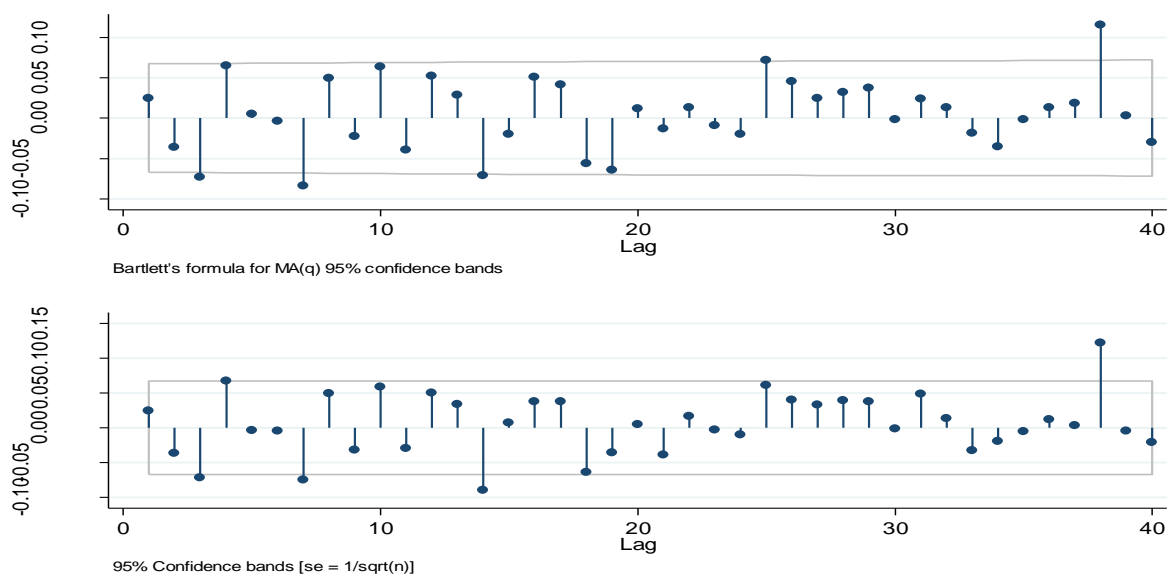 -0.10-0.05 0.00 0.05 0.10
0 10 20 30 40
Lag
Bartlett's formula for MA(q) 95% confidence bands
-0.10-0.05 0.000.050.100.15
0 10 20 30 40
Lag
95% Confidence bands [se = 1/sqrt(n)]